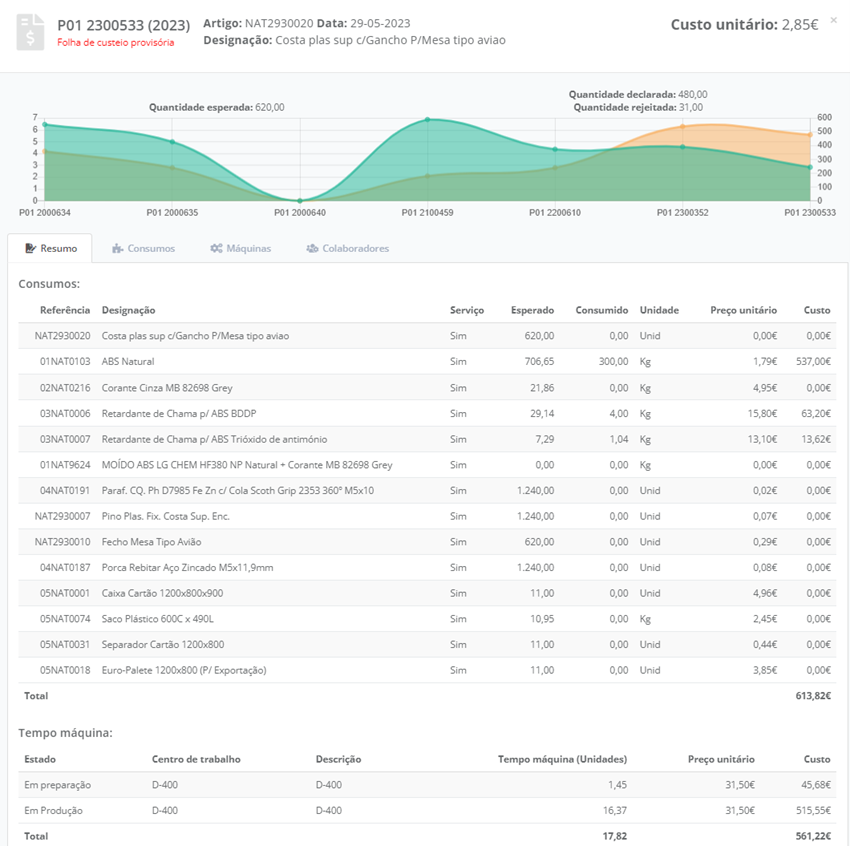 P01 2300533 (2023)
Folha de custeio provisória
Artigo: NAT2930020 Data: 29-05-2023
Designação: Costa plas sup c/Gancho P/Mesa tipo aviao
Custo unitário: 2,85€
×
Quantidade esperada: 620,00
Quantidade declarada: 480,00
Quantidade rejeitada: 31,00
7
6
5
4
3
2
1
0
600
500
400
300
200
100
0
P01 2000634 P01 2000635 P01 2000640 P01 2100459 P01 2200610 P01 2300352 P01 2300533
Resumo Consumos Máquinas Colaboradores
Consumos:
Referência Designação Serviço Esperado Consumido Unidade Preço unitário Custo
NAT2930020 Costa plas sup c/Gancho P/Mesa tipo aviao Sim 620,00 0,00 Unid 0,00€ 0,00€
01NAT0103 ABS Natural Sim 706,65 300,00 Kg 1,79€ 537,00€
02NAT0216 Corante Cinza MB 82698 Grey Sim 21,86 0,00 Kg 4,95€ 0,00€
03NAT0006 Retardante de Chama p/ ABS BDDP Sim 29,14 4,00 Kg 15,80€ 63,20€
03NAT0007 Retardante de Chama p/ ABS Trióxido de antimónio Sim 7,29 1,04 Kg 13,10€ 13,62€
01NAT9624 MOÍDO ABS LG CHEM HF380 NP Natural + Corante MB 82698 Grey Sim 0,00 0,00 Kg 0,00€ 0,00€
04NAT0191 Paraf. CQ. Ph D7985 Fe Zn c/ Cola Scoth Grip 2353 360º M5x10 Sim 1.240,00 0,00 Unid 0,02€ 0,00€
NAT2930007 Pino Plas. Fix. Costa Sup. Enc. Sim 1.240,00 0,00 Unid 0,07€ 0,00€
NAT2930010 Fecho Mesa Tipo Avião Sim 620,00 0,00 Unid 0,29€ 0,00€
04NAT0187 Porca Rebitar Aço Zincado M5x11,9mm Sim 1.240,00 0,00 Unid 0,08€ 0,00€
05NAT0001 Caixa Cartão 1200x800x900 Sim 11,00 0,00 Unid 4,96€ 0,00€
05NAT0074 Saco Plástico 600C x 490L Sim 10,95 0,00 Kg 2,45€ 0,00€
05NAT0031 Separador Cartão 1200x800 Sim 11,00 0,00 Unid 0,44€ 0,00€
05NAT0018 Euro-Palete 1200x800 (P/ Exportação) Sim 11,00 0,00 Unid 3,85€ 0,00€
Total 613,82€
Tempo máquina:
Estado Centro de trabalho Descrição Tempo máquina (Unidades) Preço unitário Custo
Em preparação D-400 D-400 1,45 31,50€ 45,68€
Em Produção D-400 D-400 16,37 31,50€ 515,55€
Total 17,82 561,22€